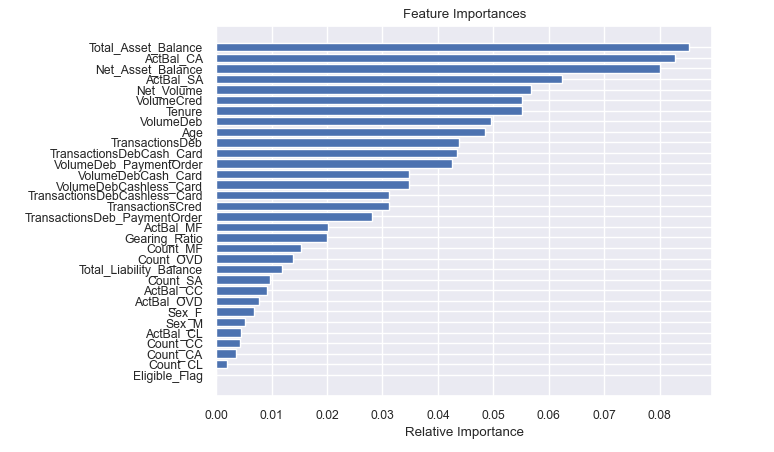 Feature Importances
Total_Asset_Balance
ActBal_CA
Net_Asset_Balance
ActBal_SA
Net_Volume
VolumeCred
Tenure
VolumeDeb
Age
TransactionsDeb
TransactionsDebCash_Card
VolumeDeb_PaymentOrder
VolumeDebCash_Card
VolumeDebCashless_Card
TransactionsDebCashless_Card
TransactionsCred
TransactionsDeb_PaymentOrder
ActBal_MF
Gearing_Ratio
Count_MF
Count_OVD
Total_Liability_Balance
Count_SA
ActBal_CC
ActBal_OVD
Sex_F
Sex_M
ActBal_CL
Count_CC
Count_CA
Count_CL
Eligible_Flag
0.00 0.01 0.02 0.03 0.04 0.05 0.06 0.07 0.08
Relative Importance